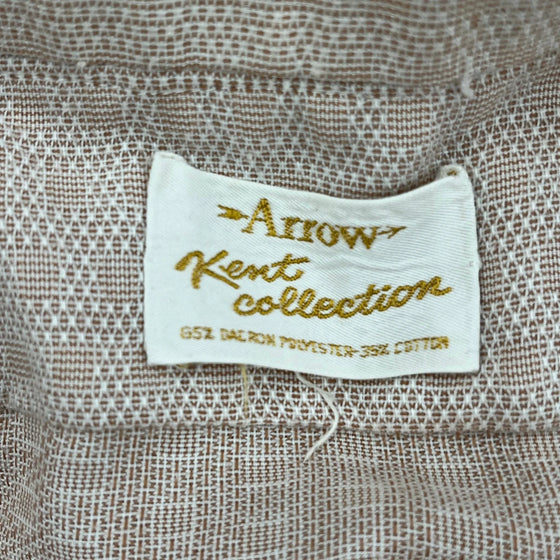 Arrow
Kent
collection
65% DACRON POLYESTER-35% COTTON